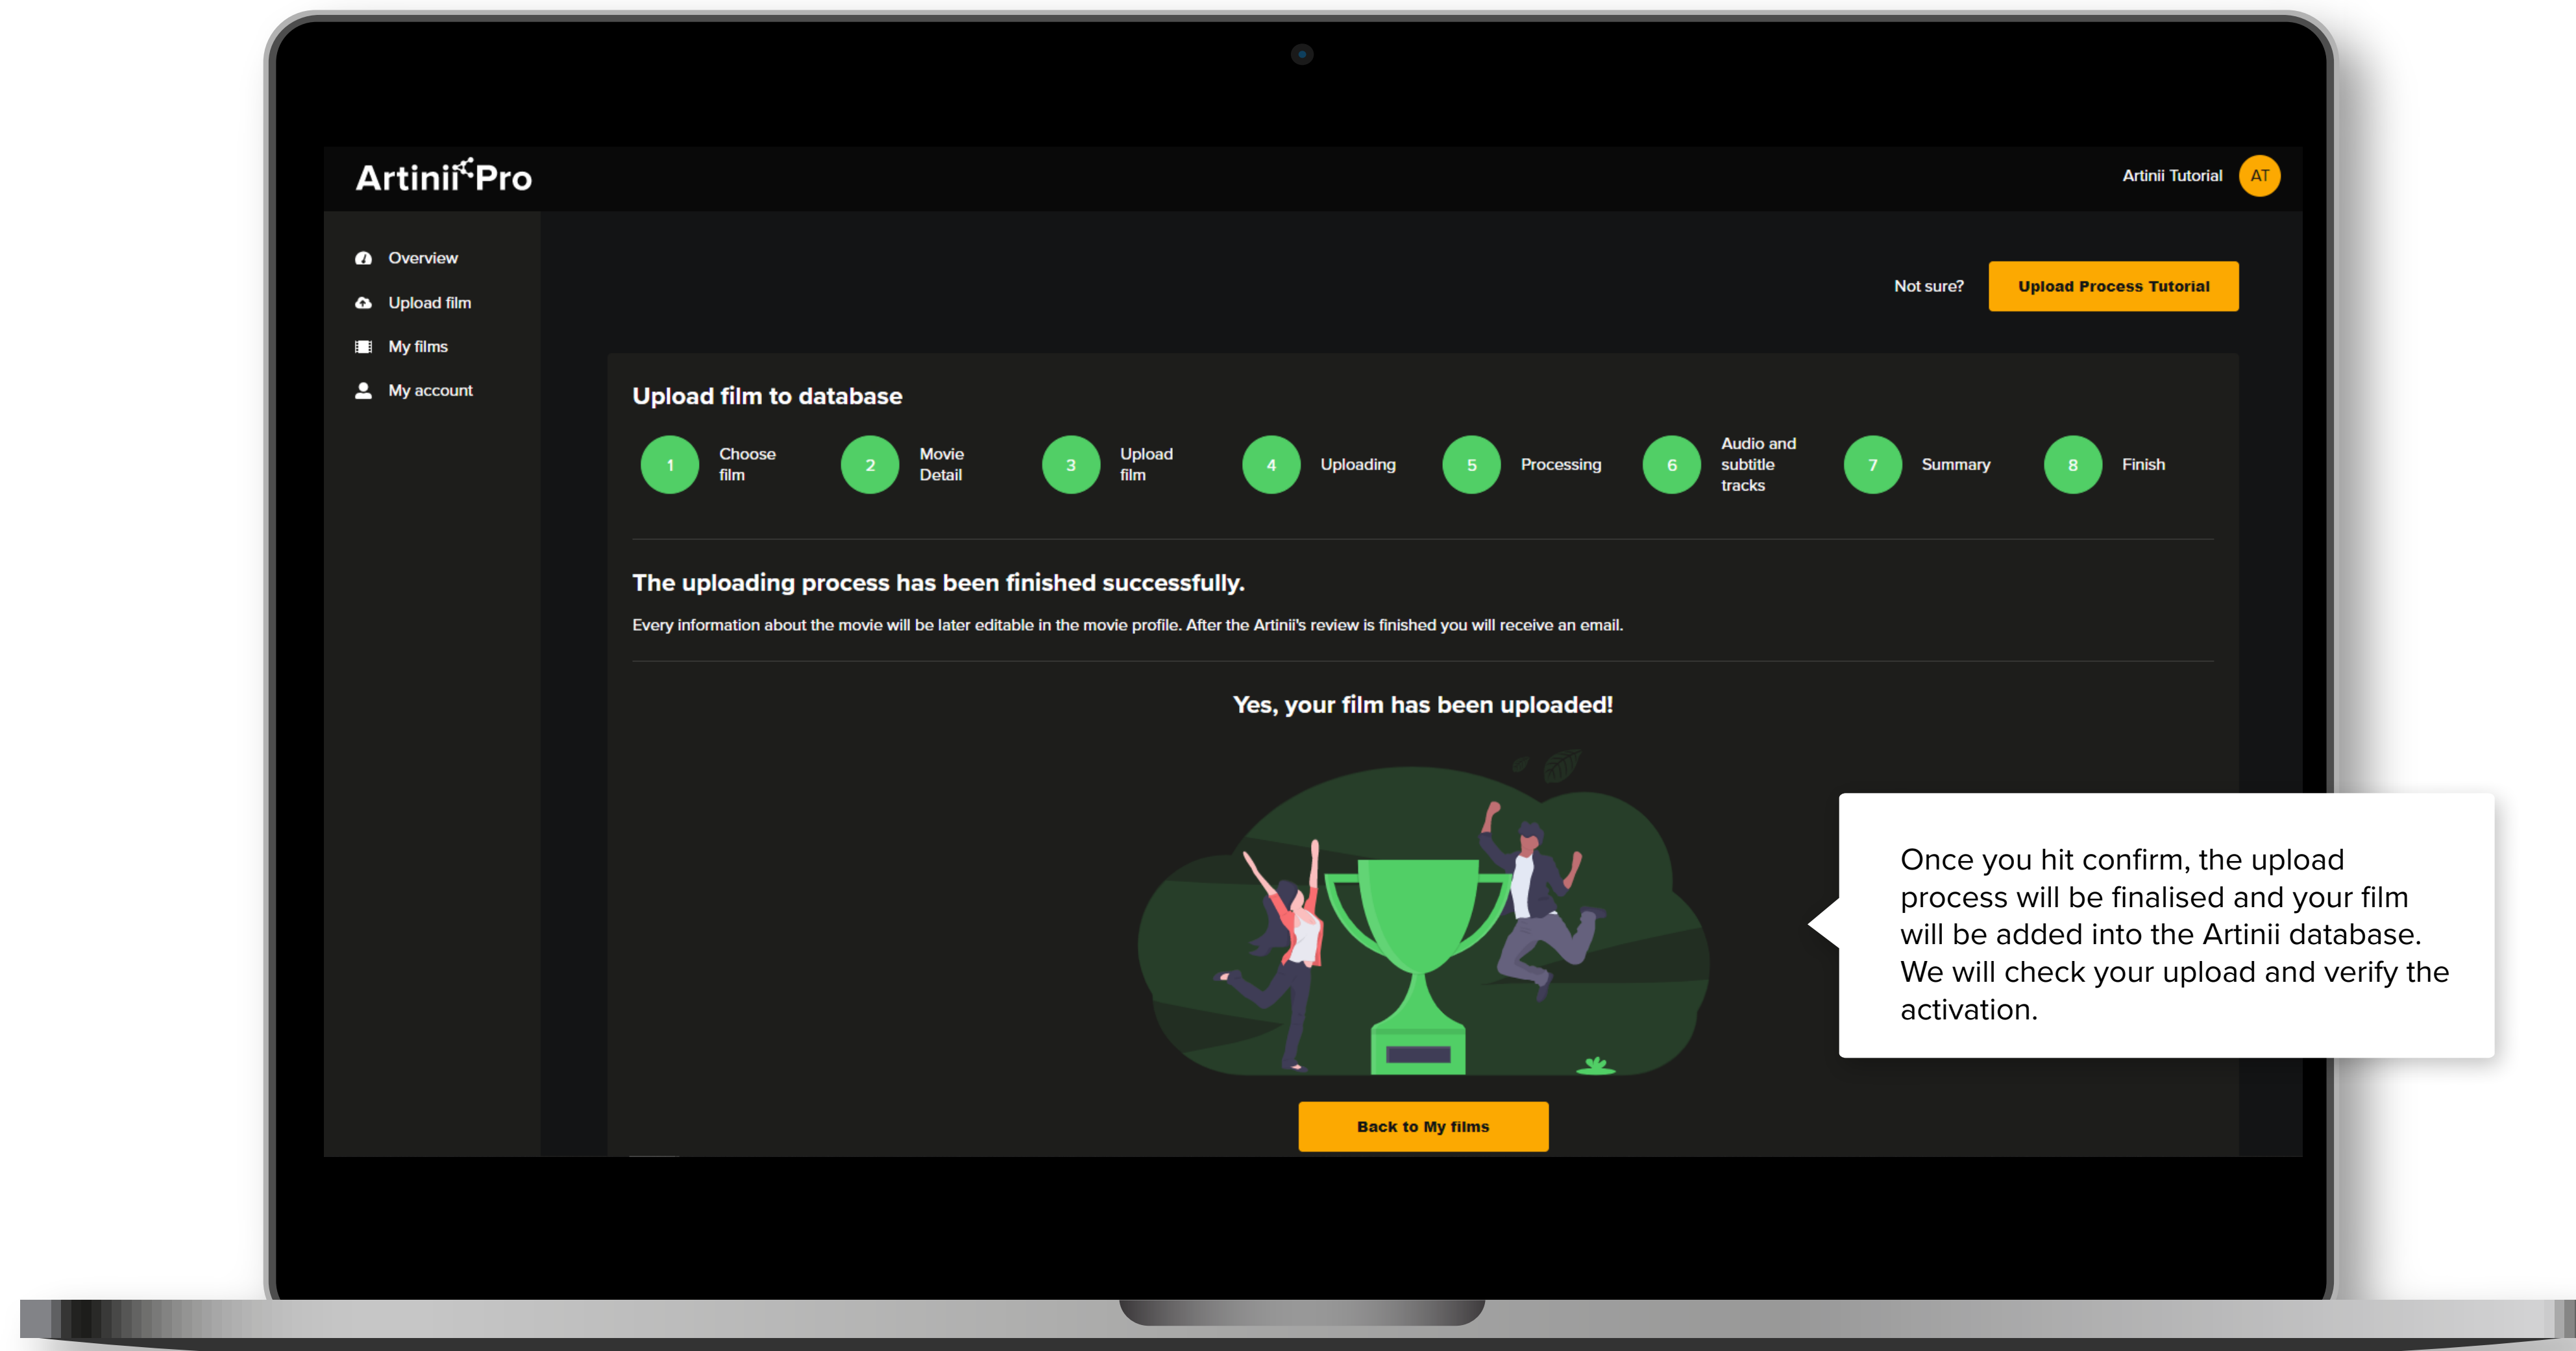 Artinii Pro
Artinii Tutorial
AT
Overview
Upload film
My films
My account
Not sure?
Upload Process Tutorial
Upload film to database
1
Choose
film
2
Movie
Detail
3
Upload
film
4
Uploading
5
Processing
6
Audio and
subtitle
tracks
7
Summary
8
Finish
The uploading process has been finished successfully.
Every information about the movie will be later editable in the movie profile. After the Artinii's review is finished you will receive an email.
Yes, your film has been uploaded!
Once you hit confirm, the upload
process will be finalised and your film
will be added into the Artinii database.
We will check your upload and verify the
activation.
Back to My films